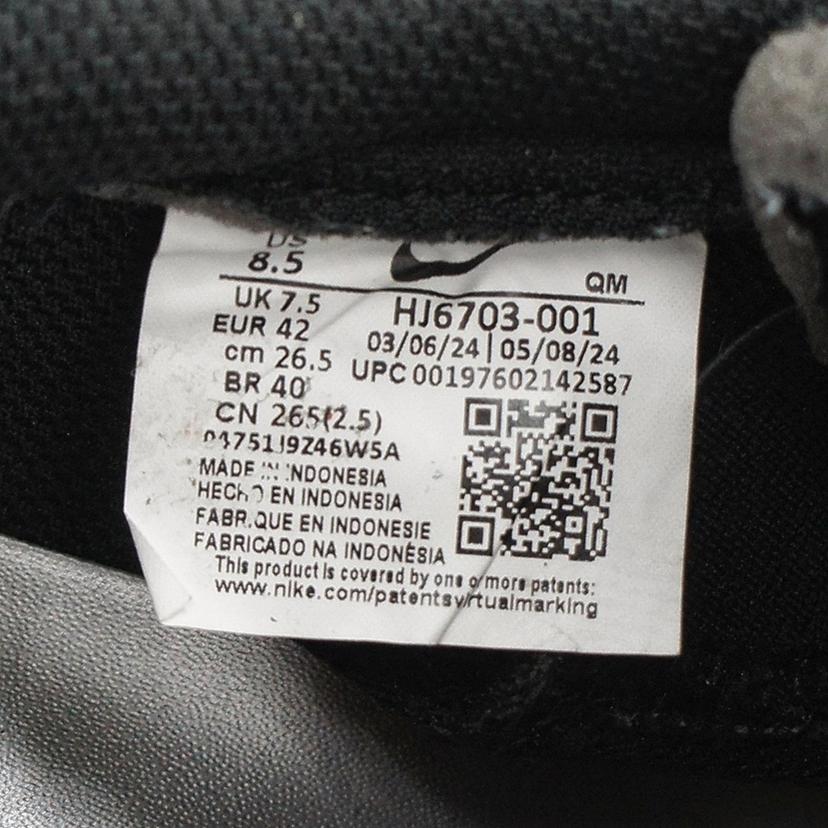 US
8.5
QM
UK 7.5
HJ6703-001
EUR 42
03/06/24 | 05/08/24
cm 26.5
UPC 00197602142587
BR 40
CN 265(2.5)
MADE IN INDONESIA
HECHO EN INDONESIA
FABRIQUE EN INDONESIE
FABRICADO NA INDONÉSIA
This product is covered by one or more patents:
www.nike.com/patentsvirtualmarking